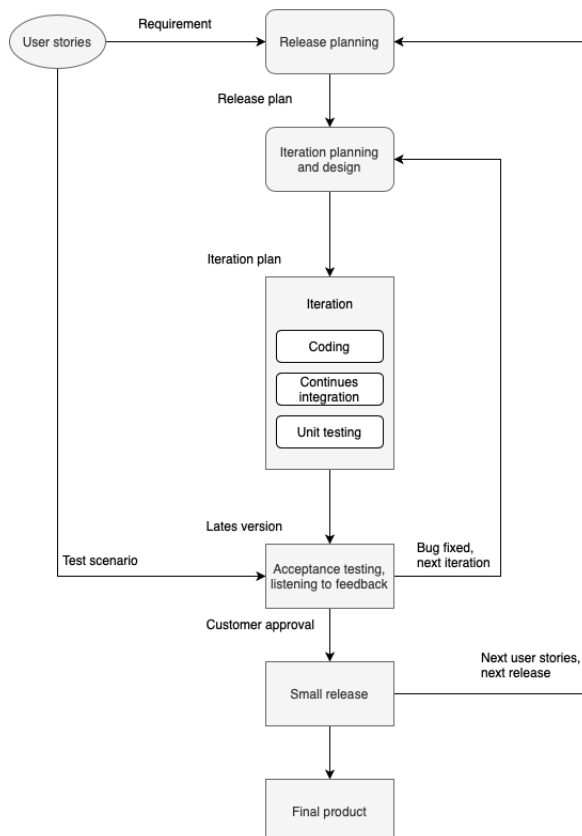 Requirement
User stories
Release planning
Release plan
Iteration planning
and design
Iteration plan
Iteration
Coding
Continues
integration
Unit testing
Lates version
Test scenario
Acceptance testing,
listening to feedback
Bug fixed,
next iteration
Customer approval
Next user stories,
next release
Small release
Final product